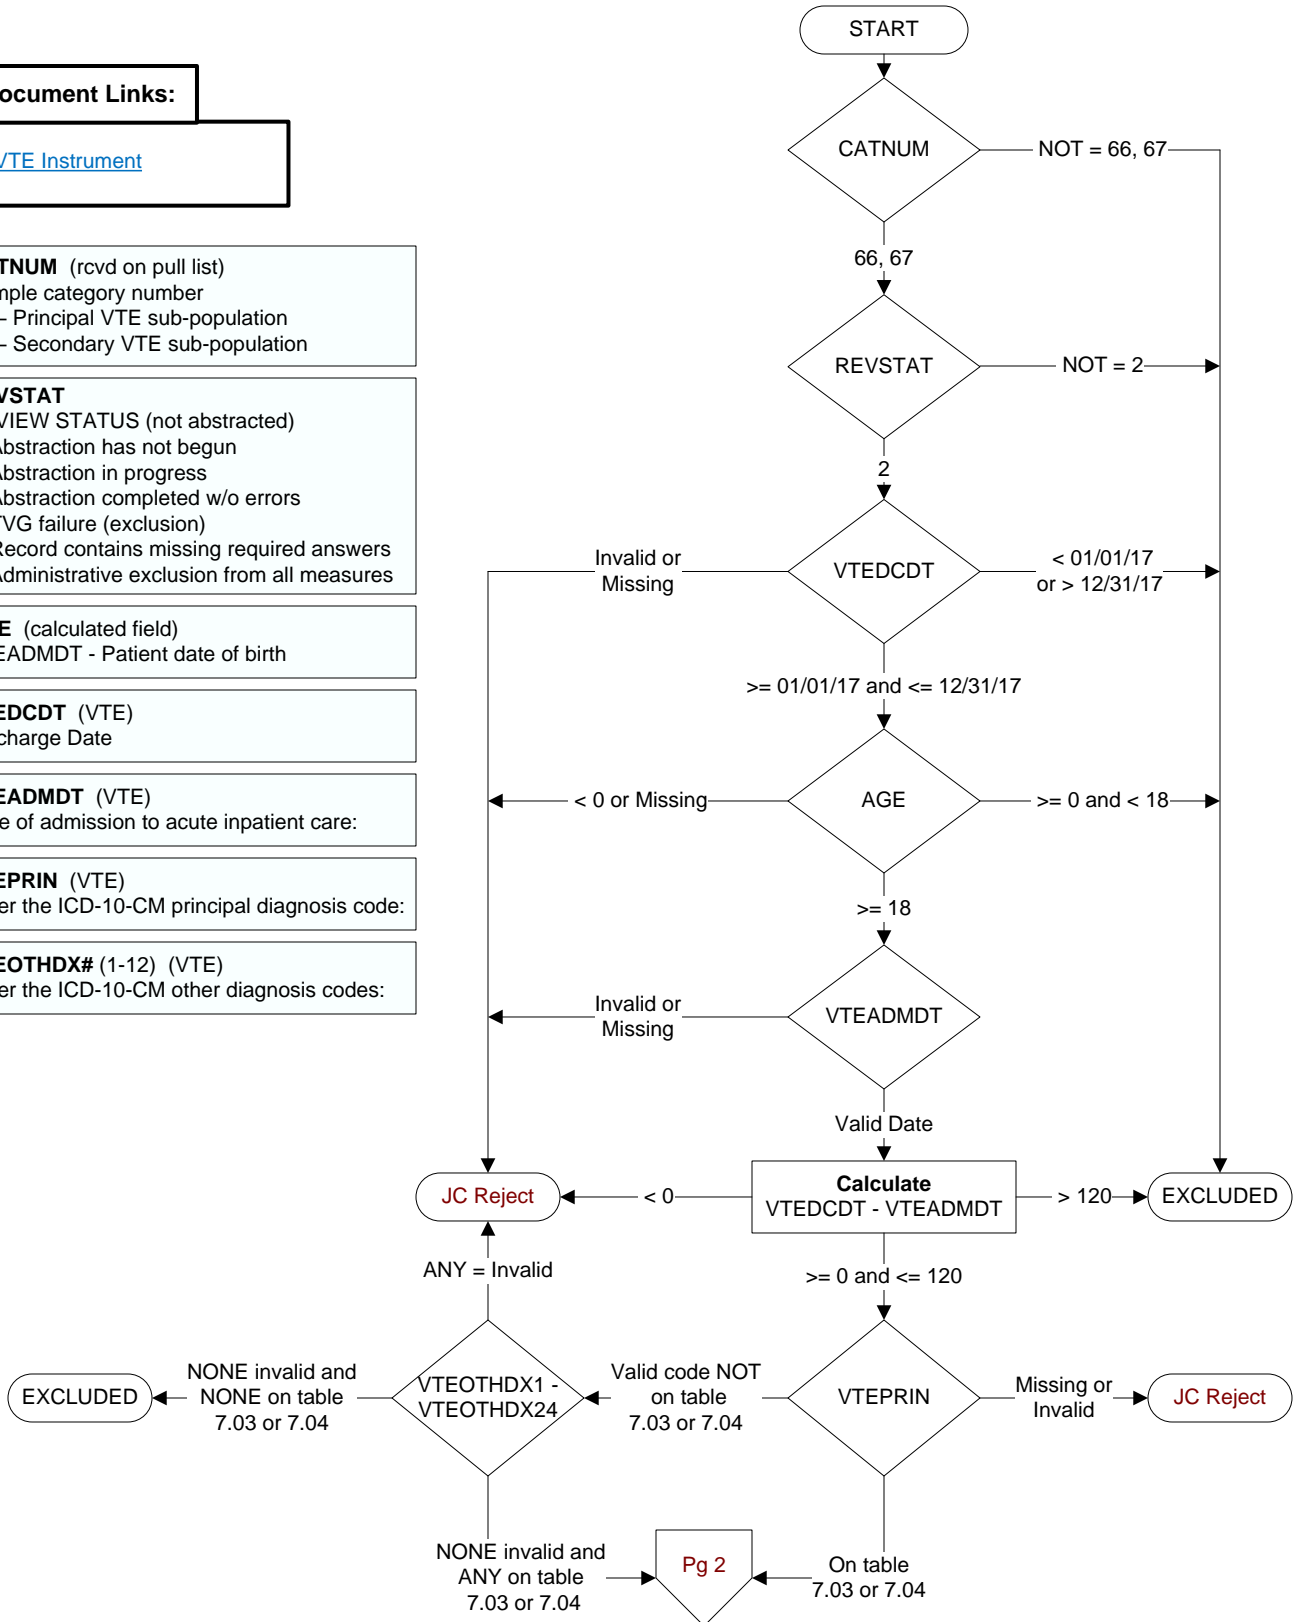 START
ocument Links:
VTE Instrument
CATNUM
NOT = 66, 67
66, 67
TNUM (rcvd on pull list)
mple category number
– Principal VTE sub-population
– Secondary VTE sub-population
REVSTAT
NOT = 2
2
VSTAT
VIEW STATUS (not abstracted)
Abstraction has not begun
Abstraction in progress
Abstraction completed w/o errors
TVG failure (exclusion)
Record contains missing required answers
Administrative exclusion from all measures
Invalid or
Missing
VTEDCDT
< 01/01/17
or > 12/31/17
>= 01/01/17 and <= 12/31/17
E (calculated field)
EADMDT - Patient date of birth
EDCDT (VTE)
charge Date
EADMDT (VTE)
e of admission to acute inpatient care:
EPRIN (VTE)
er the ICD-10-CM principal diagnosis code:
EOTHDX# (1-12) (VTE)
er the ICD-10-CM other diagnosis codes:
< 0 or Missing
AGE
>= 0 and < 18
>= 18
Invalid or
Missing
VTEADMDT
Valid Date
JC Reject
< 0
Calculate
VTEDCDT - VTEADMDT
> 120
EXCLUDED
ANY = Invalid
>= 0 and <= 120
EXCLUDED
NONE invalid and
NONE on table
7.03 or 7.04
VTEOTHDX1 -
VTEOTHDX24
Valid code NOT
on table
7.03 or 7.04
VTEPRIN
Missing or
Invalid
JC Reject
NONE invalid and
ANY on table
7.03 or 7.04
Pg 2
On table
7.03 or 7.04